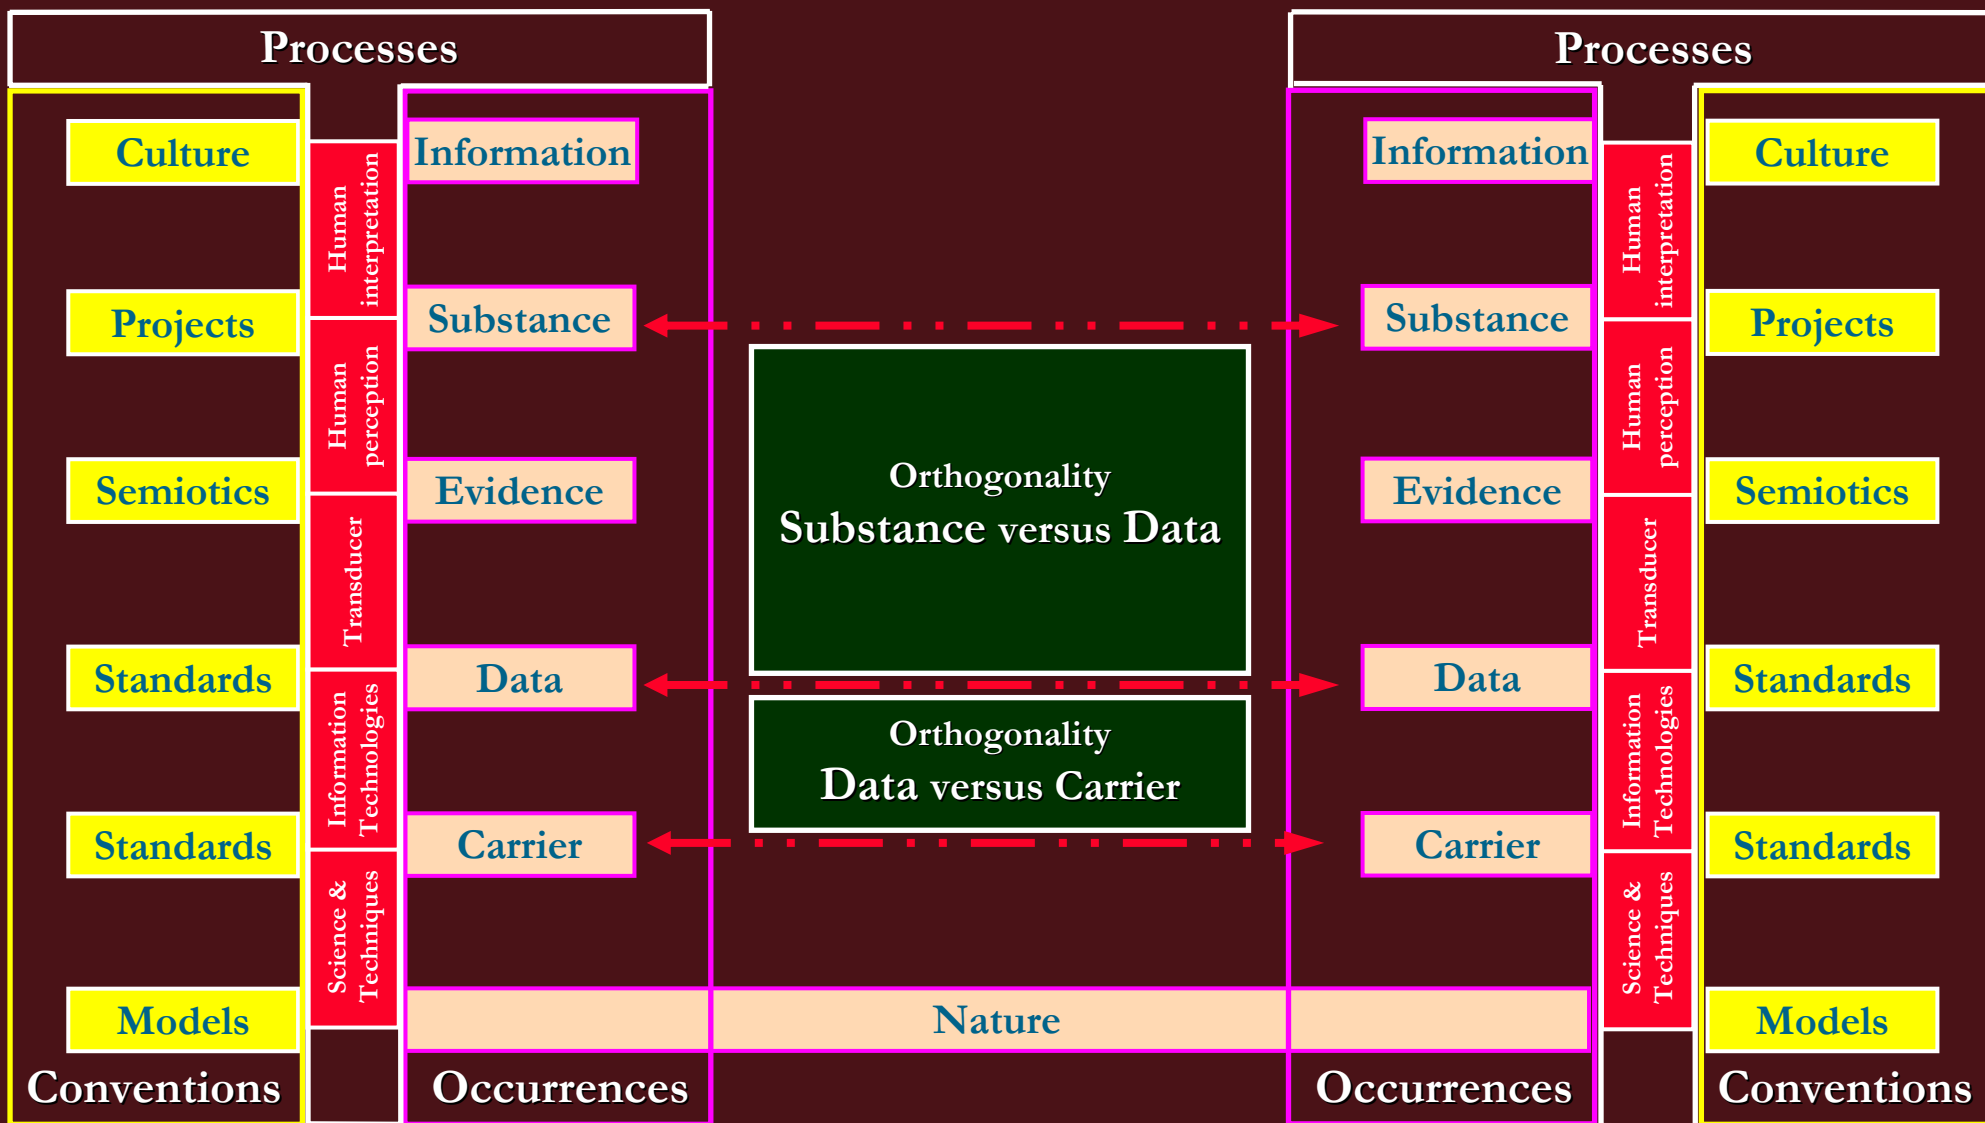 Processes
Processes
Culture
Human
interpretation
Information
Information
Human
interpretation
Culture
Projects
Human
perception
Substance
Substance
Human
perception
Projects
Semiotics
Transducer
Evidence
Orthogonality
Substance versus Data
Evidence
Transducer
Semiotics
Standards
Information
Technologies
Data
Orthogonality
Data versus Carrier
Data
Information
Technologies
Standards
Standards
Science &
Techniques
Carrier
Carrier
Science &
Techniques
Standards
Models
Nature
Models
Conventions
Occurrences
Occurrences
Conventions